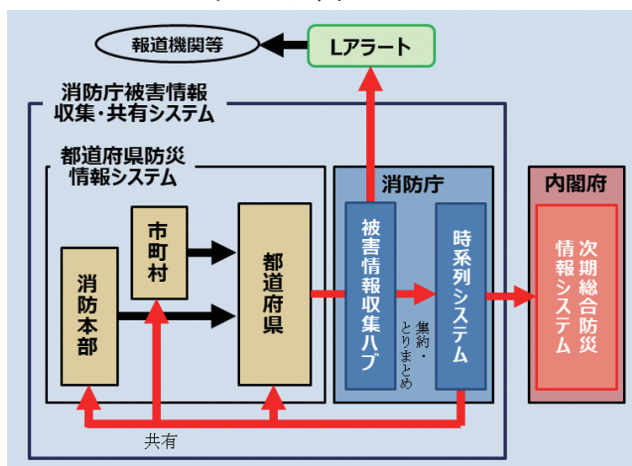 報道機関等
Lアラート
消防庁被害情報
収集・共有システム
都道府県防災
情報システム
消防庁
内閣府
市町村
消防本部
都道府県
被害情報収集ハブ
集約・
とりまとめ
時系列システム
次期総合防災
情報システム
共有